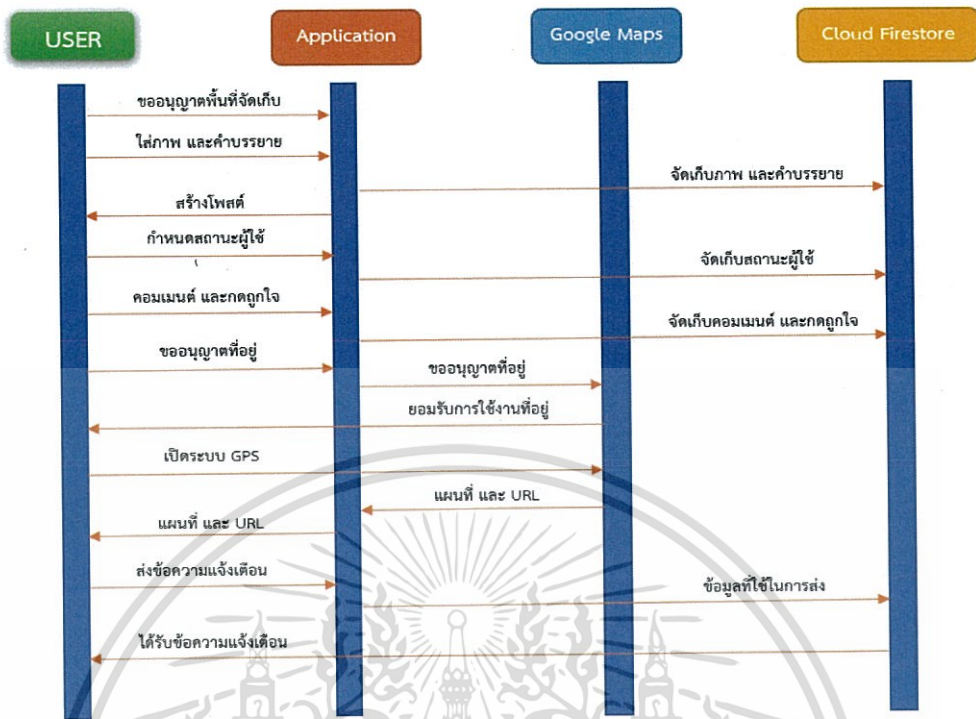 USER
Application
Google Maps
Cloud Firestore
ขออนุญาตพื้นที่จัดเก็บ
ใส่ภาพ และคำบรรยาย
จัดเก็บภาพ และคำบรรยาย
สร้างโพสต์
กำหนดสถานะผู้ใช้
จัดเก็บสถานะผู้ใช้
คอมเมนต์ และกดถูกใจ
จัดเก็บคอมเมนต์ และกดถูกใจ
ขออนุญาตที่อยู่
ขออนุญาตที่อยู่
ยอมรับการใช้งานที่อยู่
เปิดระบบ GPS
แผนที่ และ URL
แผนที่ และ URL
ส่งข้อความแจ้งเตือน
ข้อมูลที่ใช้ในการส่ง
ได้รับข้อความแจ้งเตือน